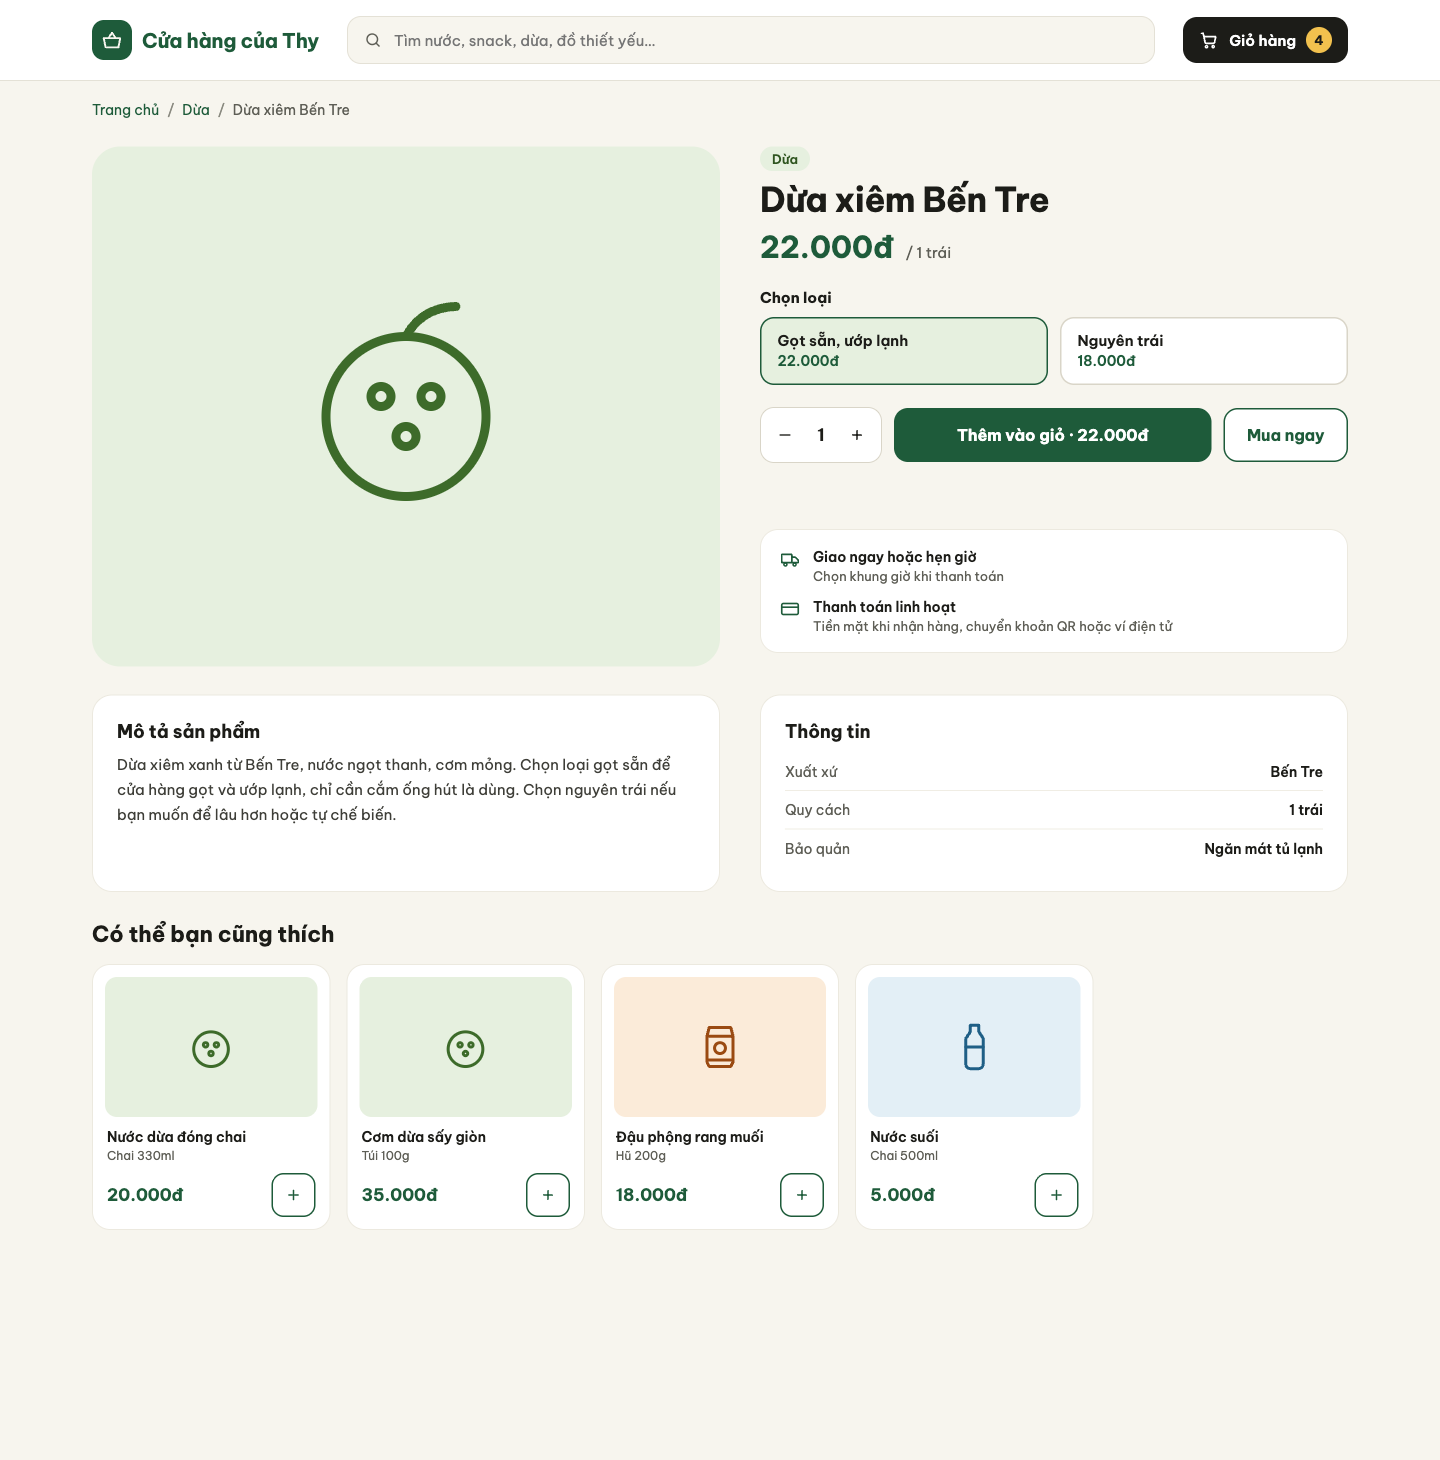 Cửa hàng của Thy
Tìm nước, snack, dừa, đồ thiết yếu...
Giỏ hàng 4
Trang chủ / Dừa / Dừa xiêm Bến Tre
Dừa
Dừa xiêm Bến Tre
22.000đ / 1 trái
Chọn loại
Gọt sẵn, ướp lạnh
22.000đ
Nguyên trái
18.000đ
− 1 +
Thêm vào giỏ · 22.000đ
Mua ngay
Giao ngay hoặc hẹn giờ
Chọn khung giờ khi thanh toán
Thanh toán linh hoạt
Tiền mặt khi nhận hàng, chuyển khoản QR hoặc ví điện tử
Mô tả sản phẩm
Dừa xiêm xanh từ Bến Tre, nước ngọt thanh, cơm mỏng. Chọn loại gọt sẵn để
cửa hàng gọt và ướp lạnh, chỉ cần cắm ống hút là dùng. Chọn nguyên trái nếu
bạn muốn để lâu hơn hoặc tự chế biến.
Thông tin
Xuất xứ Bến Tre
Quy cách 1 trái
Bảo quản Ngăn mát tủ lạnh
Có thể bạn cũng thích
Nước dừa đóng chai
Chai 330ml
20.000đ +
Cơm dừa sấy giòn
Túi 100g
35.000đ +
Đậu phộng rang muối
Hũ 200g
18.000đ +
Nước suối
Chai 500ml
5.000đ +